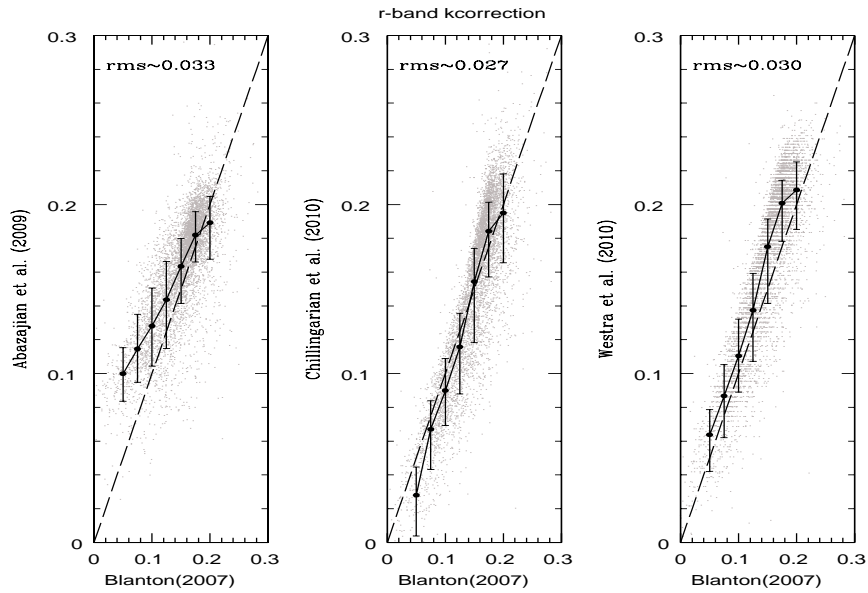 r-band kcorrection
0.3
0.2
0.1
0
rms~0.033
Abazajian et al. (2009)
0 0.1 0.2 0.3
Blanton(2007)
0.3
0.2
0.1
0
rms~0.027
Chillingarian et al. (2010)
0 0.1 0.2 0.3
Blanton(2007)
0.3
0.2
0.1
0
rms~0.030
Westra et al. (2010)
0 0.1 0.2 0.3
Blanton(2007)